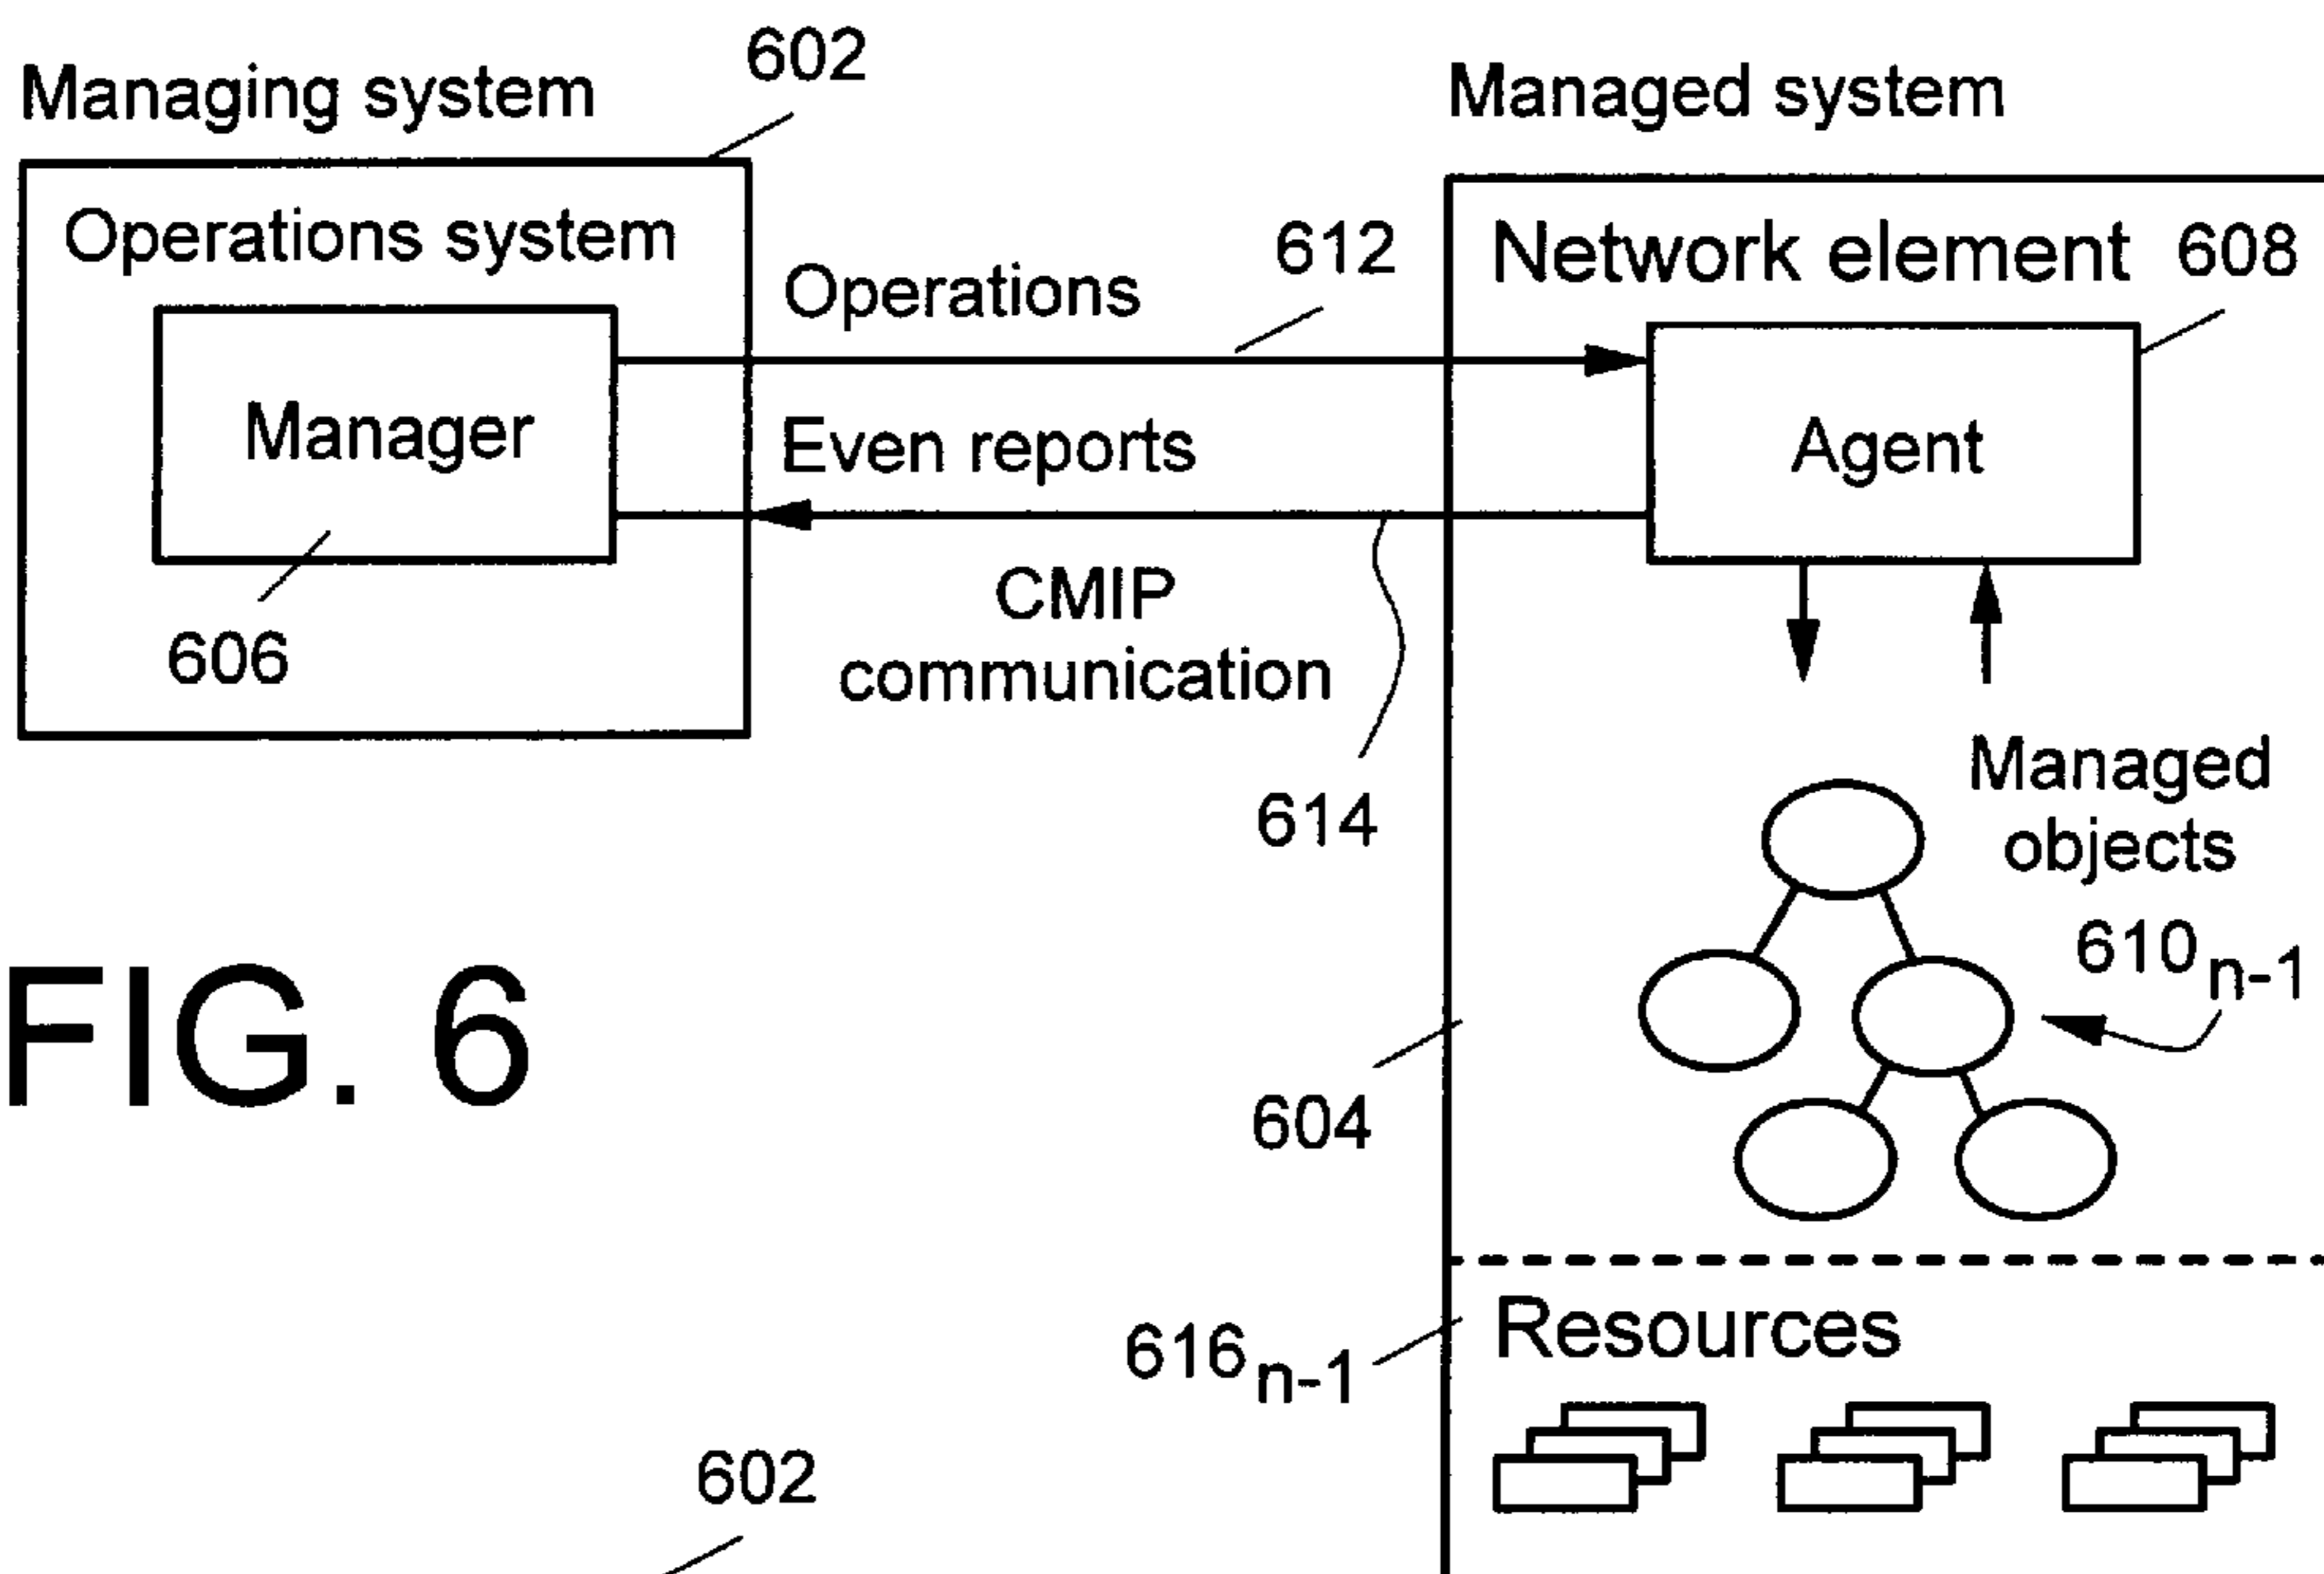 602
Managing system
Managed system
Operations system
612
Network element 608
Operations
Manager
Even reports
Agent
CMIP
communication
606
Managed
objects
614
610n-1
FIG. 6
604
Resources
616n-1
602